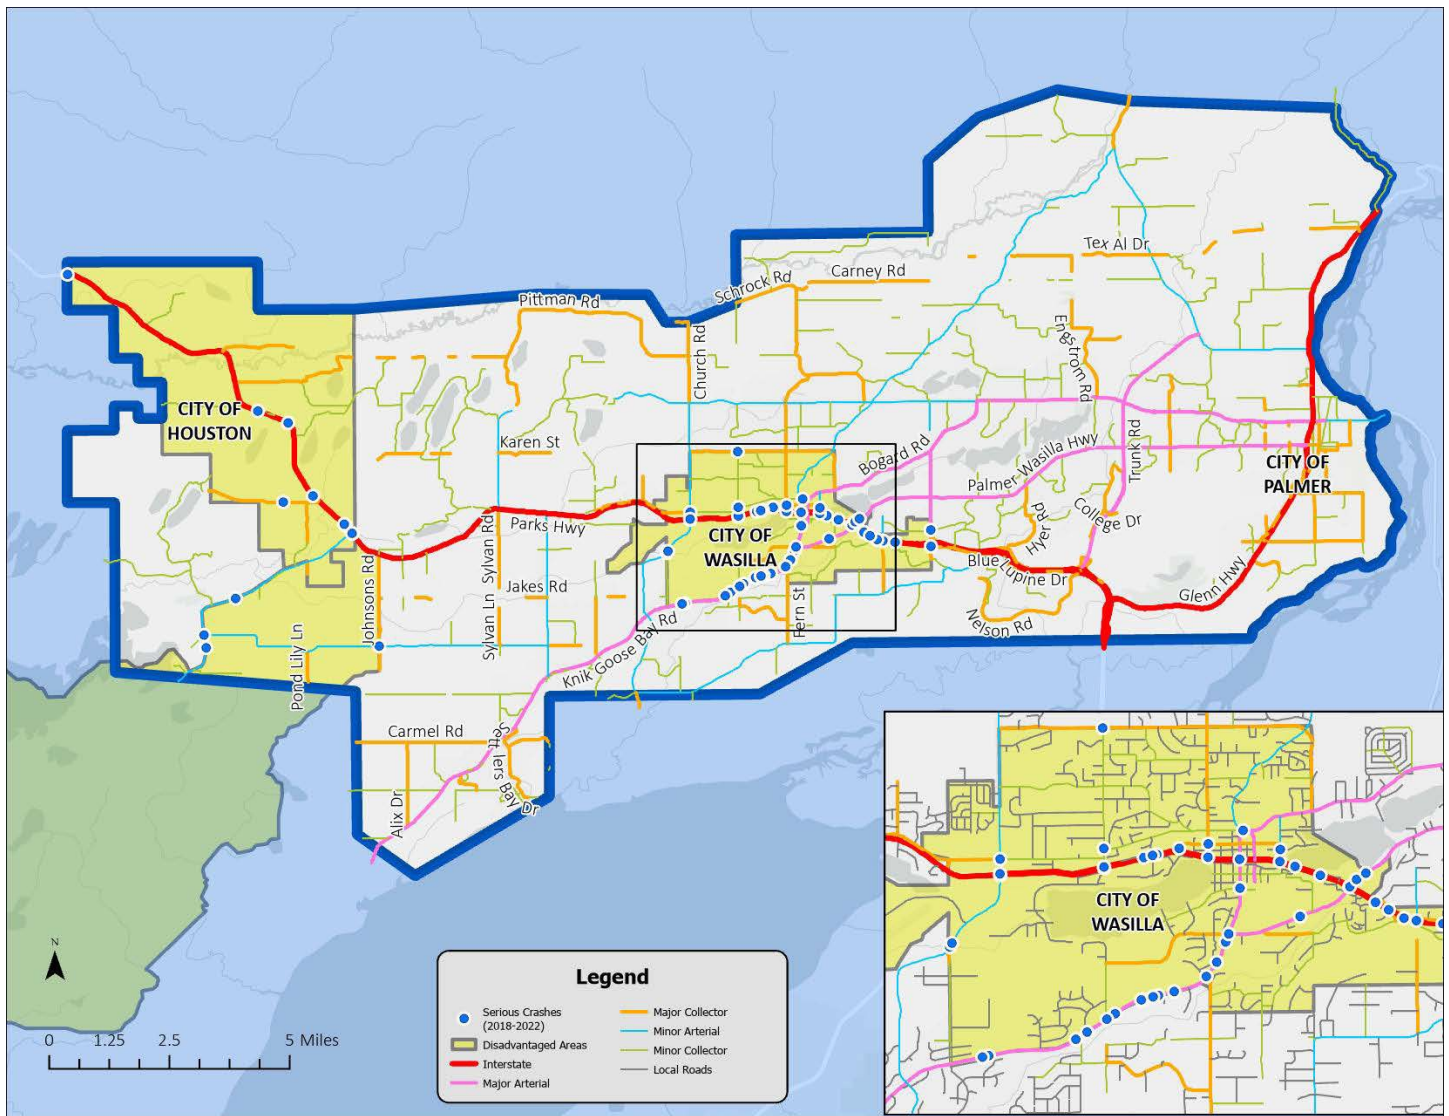 Tex Al Dr
Carney Rd
Schrock Rd
Pittman Rd
Church Rd
Engstrom Rd
CITY OF
HOUSTON
Karen St
Bogard Rd
Palmer-Wasilla Hwy
Trunk Rd
CITY OF
PALMER
Parks Hwy
Sylvan Rd
CITY OF
WASILLA
Hyer Rd
College Dr
Blue Lupine Dr
Glenn Hwy
Johnsons Rd
Jakes Rd
Fern St
Nelson Rd
Sylvan Ln
Pond Lily Ln
Knik Goose Bay Rd
Carmel Rd
Settlers Bay Dr
Alix Dr
CITY OF
WASILLA
N
0 1.25 2.5 5 Miles
Legend
Serious Crashes
(2018-2022)
Disadvantaged Areas
Interstate
Major Arterial
Major Collector
Minor Arterial
Minor Collector
Local Roads